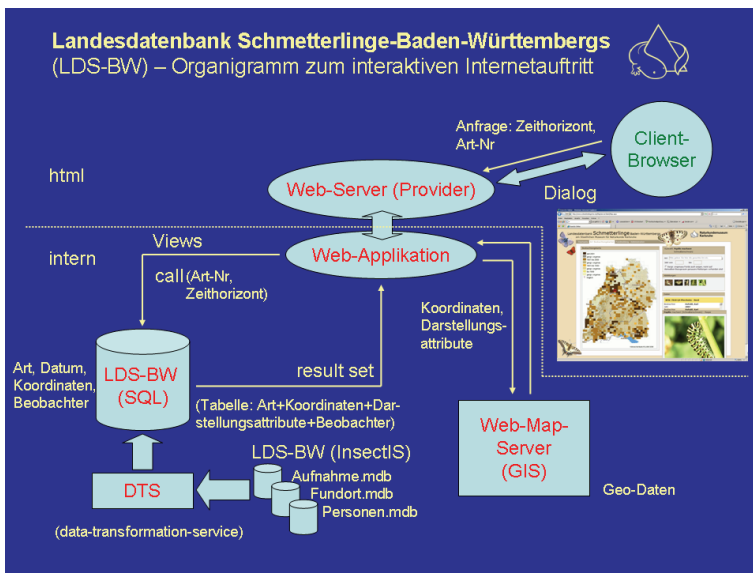 Landesdatenbank Schmetterlinge-Baden-Württembergs
(LDS-BW) – Organigramm zum interaktiven Internetauftritt
Anfrage: Zeithorizont,
Art-Nr
Client-
Browser
html
Web-Server (Provider)
Dialog
Views
intern
Web-Applikation
call (Art-Nr,
Zeithorizont)
Koordinaten,
Darstellungs-
attribute
Art, Datum,
Koordinaten,
Beobachter
LDS-BW
(SQL)
result set
(Tabelle: Art+Koordinaten+Dar-
stellungsattribute+Beobachter)
Web-Map-
Server
(GIS)
LDS-BW (InsectIS)
Aufnahme.mdb
Fundort.mdb
Personen.mdb
DTS
Geo-Daten
(data-transformation-service)
Schmetterlinge